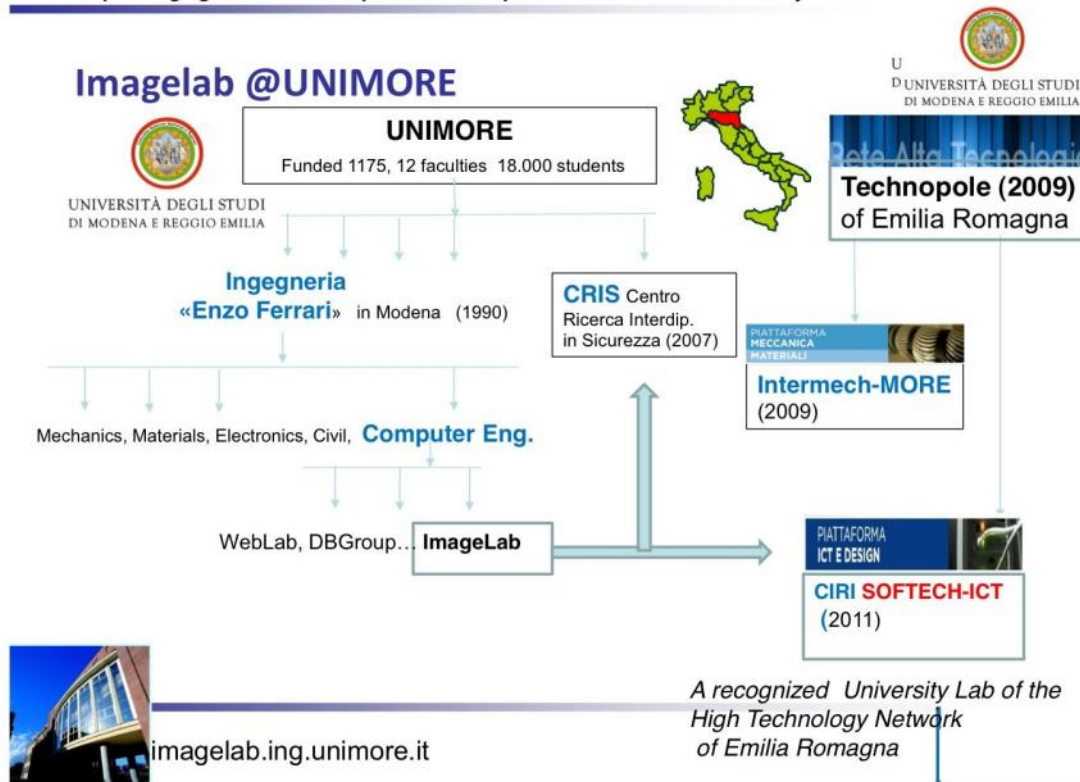 Imagelab @UNIMORE
U
D UNIVERSITÀ DEGLI STUDI
DI MODENA E REGGIO EMILIA
UNIMORE
Funded 1175, 12 faculties 18.000 students
UNIVERSITÀ DEGLI STUDI
DI MODENA E REGGIO EMILIA
Rete Alta Tecnologia
Technopole (2009)
of Emilia Romagna
Ingegneria
«Enzo Ferrari» in Modena (1990)
CRIS Centro
Ricerca Interdip.
in Sicurezza (2007)
PIATTAFORMA
MECCANICA
MATERIALI
Intermech-MORE
(2009)
Mechanics, Materials, Electronics, Civil, Computer Eng.
WebLab, DBGroup... ImageLab
PIATTAFORMA
ICT E DESIGN
CIRI SOFTECH-ICT
(2011)
A recognized University Lab of the
High Technology Network
of Emilia Romagna
imagelab.ing.unimore.it